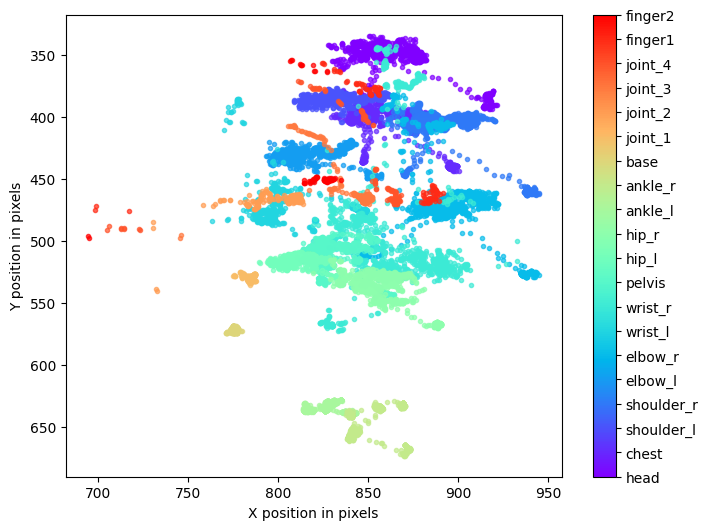 350
400
450
500
550
600
650
Y position in pixels
700
750
800
850
900
950
X position in pixels
finger2
finger1
joint_4
joint_3
joint_2
joint_1
base
ankle_r
ankle_l
hip_r
hip_l
pelvis
wrist_r
wrist_l
elbow_r
elbow_l
shoulder_r
shoulder_l
chest
head